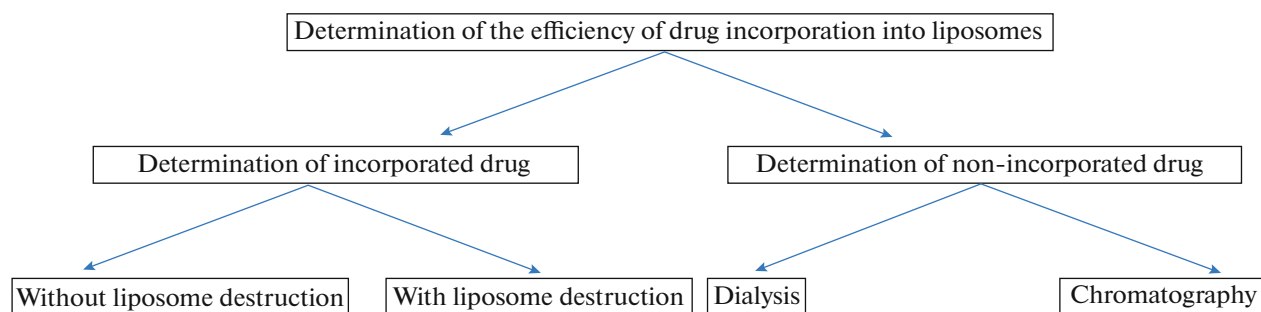 Determination of the efficiency of drug incorporation into liposomes
Determination of incorporated drug
Determination of non-incorporated drug
Without liposome destruction
With liposome destruction
Dialysis
Chromatography